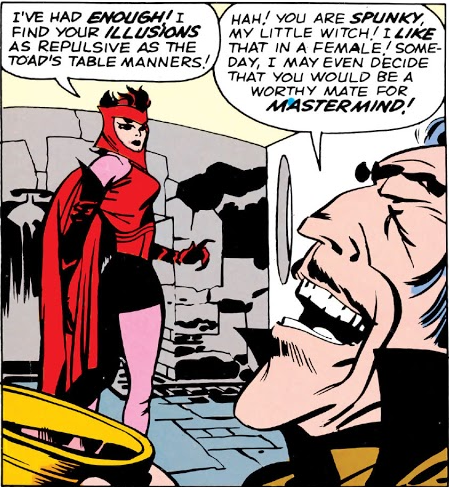 I'VE HAD ENOUGH! I
FIND YOUR ILLUSIONS
AS REPULSIVE AS THE
TOAD'S TABLE MANNERS!
HAH! YOU ARE SPUNKY,
MY LITTLE WITCH! I LIKE
THAT IN A FEMALE! SOME-
DAY, I MAY EVEN DECIDE
THAT YOU WOULD BE A
WORTHY MATE FOR
MASTERMIND!